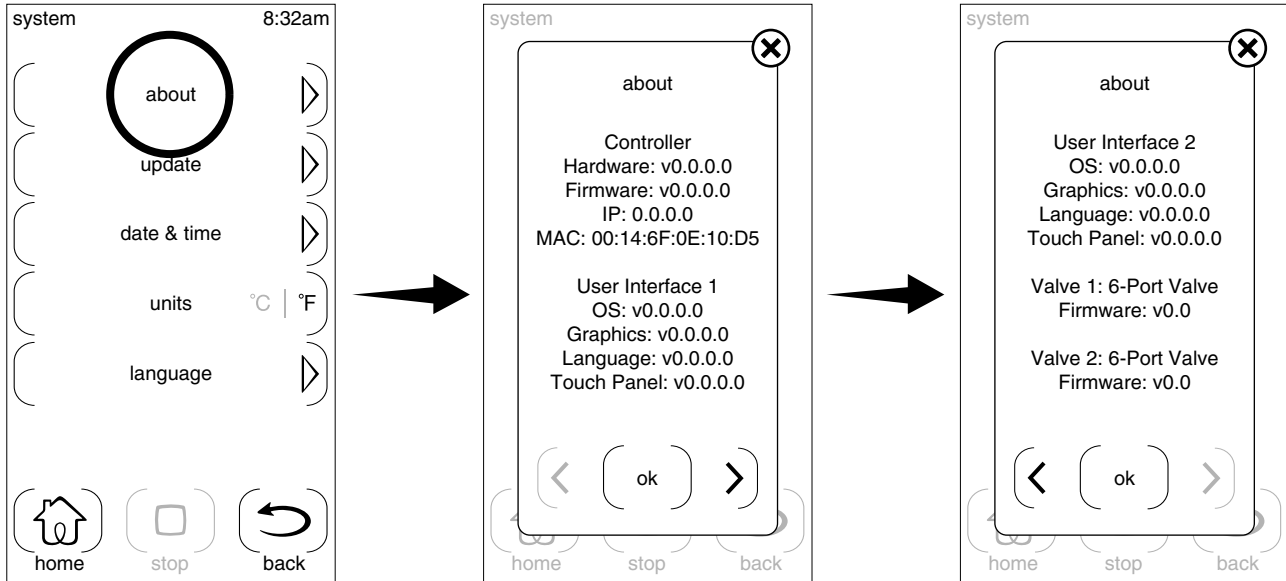 system 8:32am
about
update
date & time
units °C | °F
language
home stop back
system
about
Controller
Hardware: v0.0.0.0
Firmware: v0.0.0.0
IP: 0.0.0.0
MAC: 00:14:6F:0E:10:D5
User Interface 1
OS: v0.0.0.0
Graphics: v0.0.0.0
Language: v0.0.0.0
Touch Panel: v0.0.0.0
ok
home stop back
system
about
User Interface 2
OS: v0.0.0.0
Graphics: v0.0.0.0
Language: v0.0.0.0
Touch Panel: v0.0.0.0
Valve 1: 6-Port Valve
Firmware: v0.0
Valve 2: 6-Port Valve
Firmware: v0.0
ok
home stop back